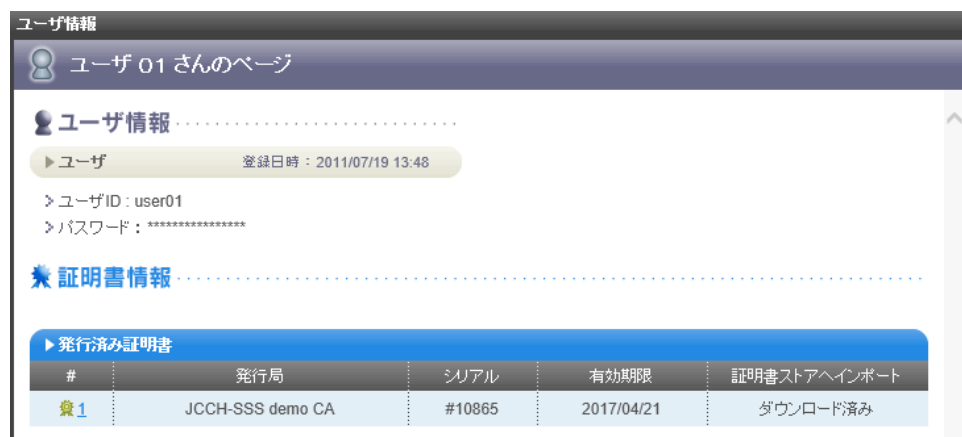 ユーザ情報
ユーザ 01 さんのページ
ユーザ情報
ユーザ 登録日時：2011/07/19 13:48
ユーザID : user01
パスワード：****************
証明書情報
発行済み証明書
# 発行局 シリアル 有効期限 証明書ストアへインポート
1 JCCH-SSS demo CA #10865 2017/04/21 ダウンロード済み